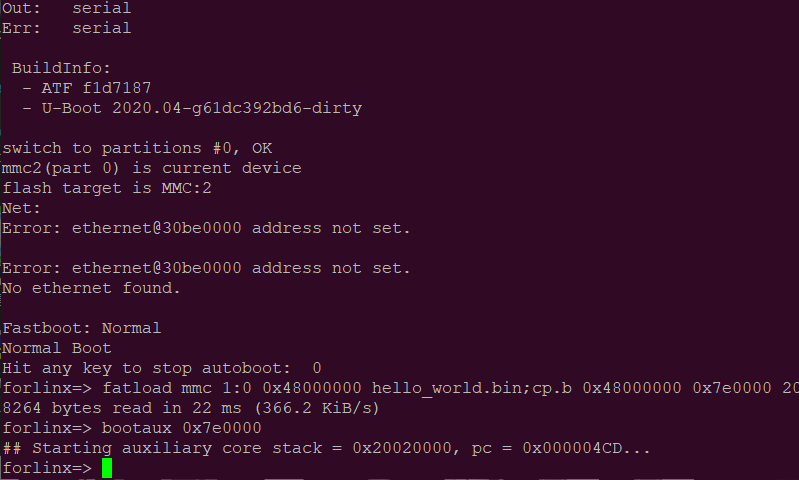 Out:   serial
Err:   serial
BuildInfo:
- ATF f1d7187
- U-Boot 2020.04-g61dc392bd6-dirty
switch to partitions #0, OK
mmc2(part 0) is current device
flash target is MMC:2
Net:
Error: ethernet@30be0000 address not set.
Error: ethernet@30be0000 address not set.
No ethernet found.
Fastboot: Normal
Normal Boot
Hit any key to stop autoboot:  0
forlinx=> fatload mmc 1:0 0x48000000 hello_world.bin;cp.b 0x48000000 0x7e0000 20
8264 bytes read in 22 ms (366.2 KiB/s)
forlinx=> bootaux 0x7e0000
## Starting auxiliary core stack = 0x20020000, pc = 0x000004CD...
forlinx=>